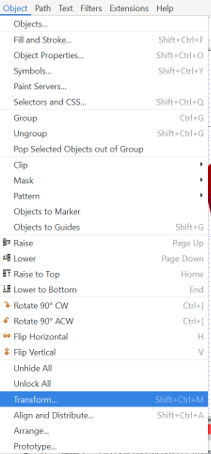 Object Path Text Filters Extensions Help
Objects...
Fill and Stroke... Shift+Ctrl+F
Object Properties... Shift+Ctrl+O
Symbols... Shift+Ctrl+Y
Paint Servers...
Selectors and CSS... Shift+Ctrl+Q
Group Ctrl+G
Ungroup Shift+Ctrl+G
Pop Selected Objects out of Group
Clip
Mask
Pattern
Objects to Marker
Objects to Guides Shift+G
Raise Page Up
Lower Page Down
Raise to Top Home
Lower to Bottom End
Rotate 90° CW Ctrl+]
Rotate 90° ACW Ctrl+[
Flip Horizontal H
Flip Vertical V
Unhide All
Unlock All
Transform... Shift+Ctrl+M
Align and Distribute... Shift+Ctrl+A
Arrange...
Prototype...